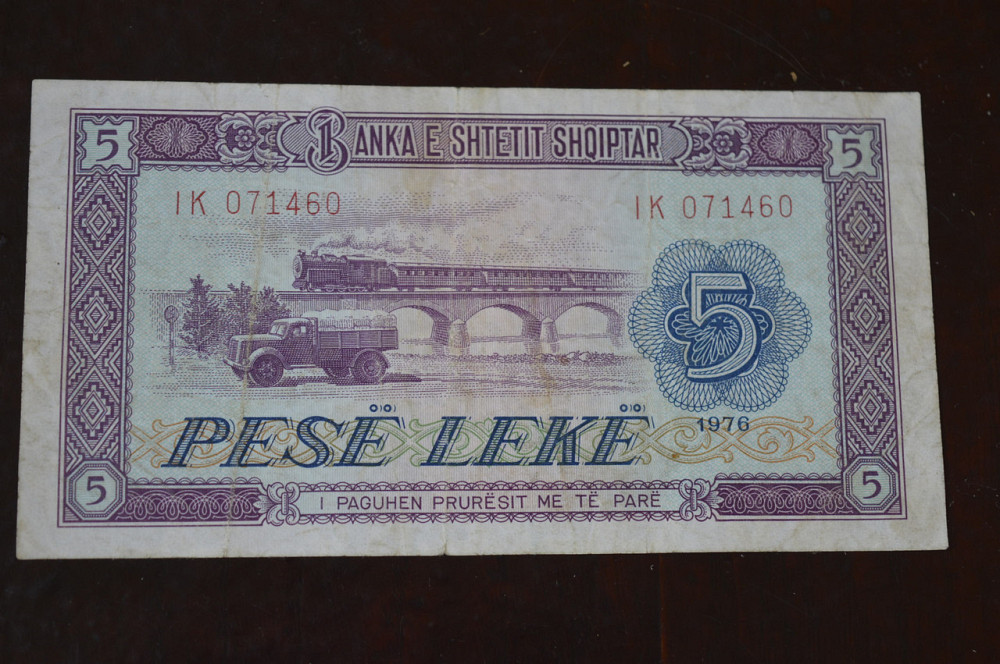 5 BANKA E SHTETIT SHQIPTAR 5
IK 071460 IK 071460
5
1976
PESË LEKË
5 I PAGUHEN PRURËSIT ME TË PARË 5